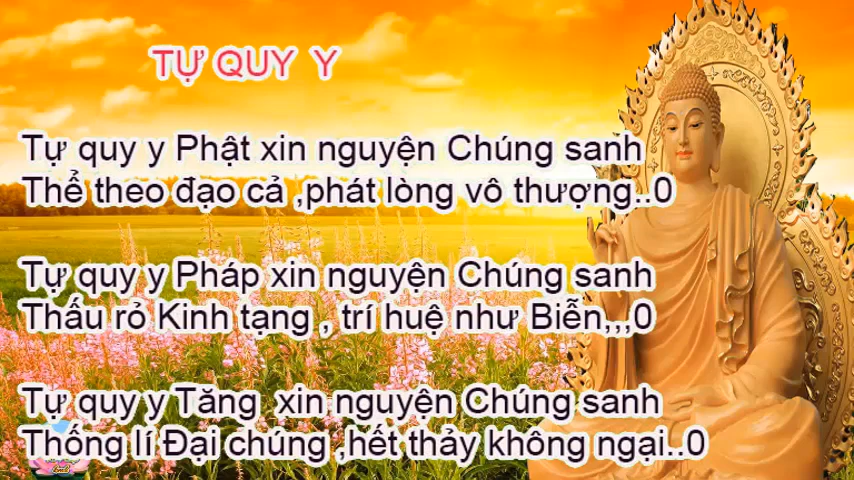 TỰ QUY Y
Tự quy y Phật xin nguyện Chúng sanh
Thể theo đạo cả ,phát lòng vô thượng..0
Tự quy y Pháp xin nguyện Chúng sanh
Thấu rỏ Kinh tạng , trí huệ như Biễn,,,0
Tự quy y Tăng xin nguyện Chúng sanh
Thống lí Đại chúng ,hết thảy không ngại..0